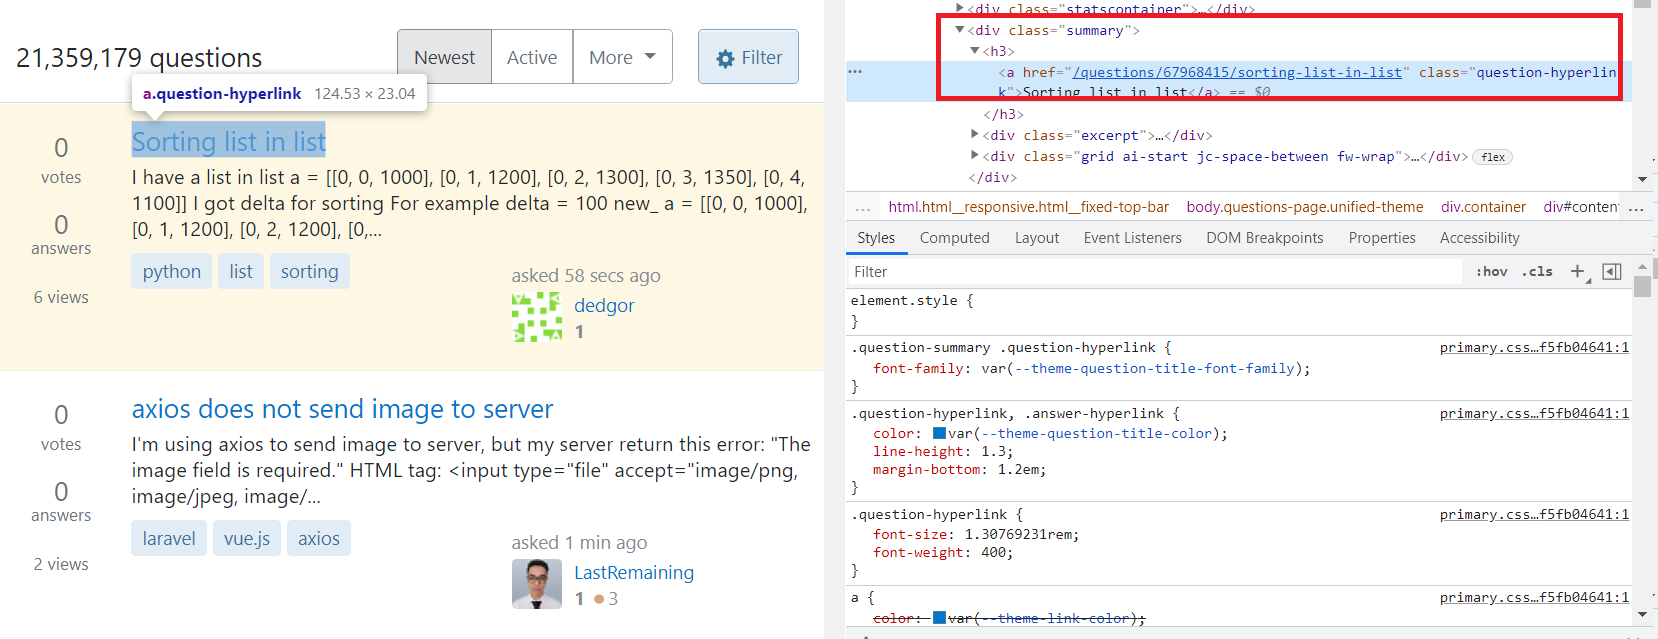 21,359,179 questions
Newest
Active
More
Filter
a.question-hyperlink 124.53 × 23.04
0
votes
0
answers
6 views
Sorting list in list
I have a list in list a = [[0, 0, 1000], [0, 1, 1200], [0, 2, 1300], [0, 3, 1350], [0, 4,
1100]] I got delta for sorting For example delta = 100 new_ a = [[0, 0, 1000],
[0, 1, 1200], [0, 2, 1200], [0,...
python list sorting
asked 58 secs ago
dedgor
1
0
votes
0
answers
2 views
axios does not send image to server
I'm using axios to send image to server, but my server return this error: "The
image field is required." HTML tag: <input type="file" accept="image/png,
image/jpeg, image/...
laravel vue.js axios
asked 1 min ago
LastRemaining
1 3
<div class="statscontainer">…</div>
<div class="summary">
<h3>
<a href="/questions/67968415/sorting-list-in-list" class="question-hyperlin
k">Sorting list in list</a> == $0
</h3>
<div class="excerpt">…</div>
<div class="grid ai-start jc-space-between fw-wrap">…</div> flex
</div>
... html.html__responsive.html__fixed-top-bar body.questions-page.unified-theme div.container div#conten ...
Styles Computed Layout Event Listeners DOM Breakpoints Properties Accessibility
Filter :hov .cls +
element.style {
}
.question-summary .question-hyperlink { primary.css…f5fb04641:1
font-family: var(--theme-question-title-font-family);
}
.question-hyperlink, .answer-hyperlink { primary.css…f5fb04641:1
color: var(--theme-question-title-color);
line-height: 1.3;
margin-bottom: 1.2em;
}
.question-hyperlink { primary.css…f5fb04641:1
font-size: 1.30769231rem;
font-weight: 400;
}
a { primary.css…f5fb04641:1
color: var(--theme-link-color);